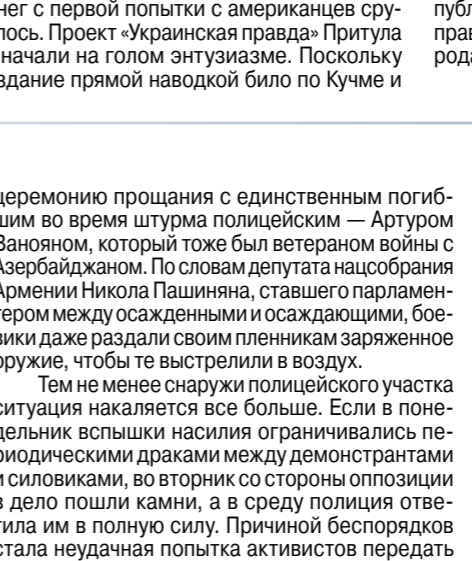 нег с первой попытки с американцев сру-
лось. Проект «Украинская правда» Притула
начали на голом энтузиазме. Поскольку
здание прямой наводкой било по Кучме и
публ
прав
рода
церемонию прощания с единственным погиб-
шим во время штурма полицейским — Артуром
Ванояном, который тоже был ветераном войны с
Азербайджаном. По словам депутата нацсобрания
Армении Никола Пашиняна, ставшего парламен-
тером между осажденными и осаждающими, бое-
вики даже раздали своим пленникам заряженное
оружие, чтобы те выстрелили в воздух.
Тем не менее снаружи полицейского участка
ситуация накаляется все больше. Если в поне-
дельник вспышки насилия ограничивались пе-
риодическими драками между демонстрантами
и силовиками, во вторник со стороны оппозиции
в дело пошли камни, а в среду полиция отве-
тила им в полную силу. Причиной беспорядков
стала неудачная попытка активистов передать